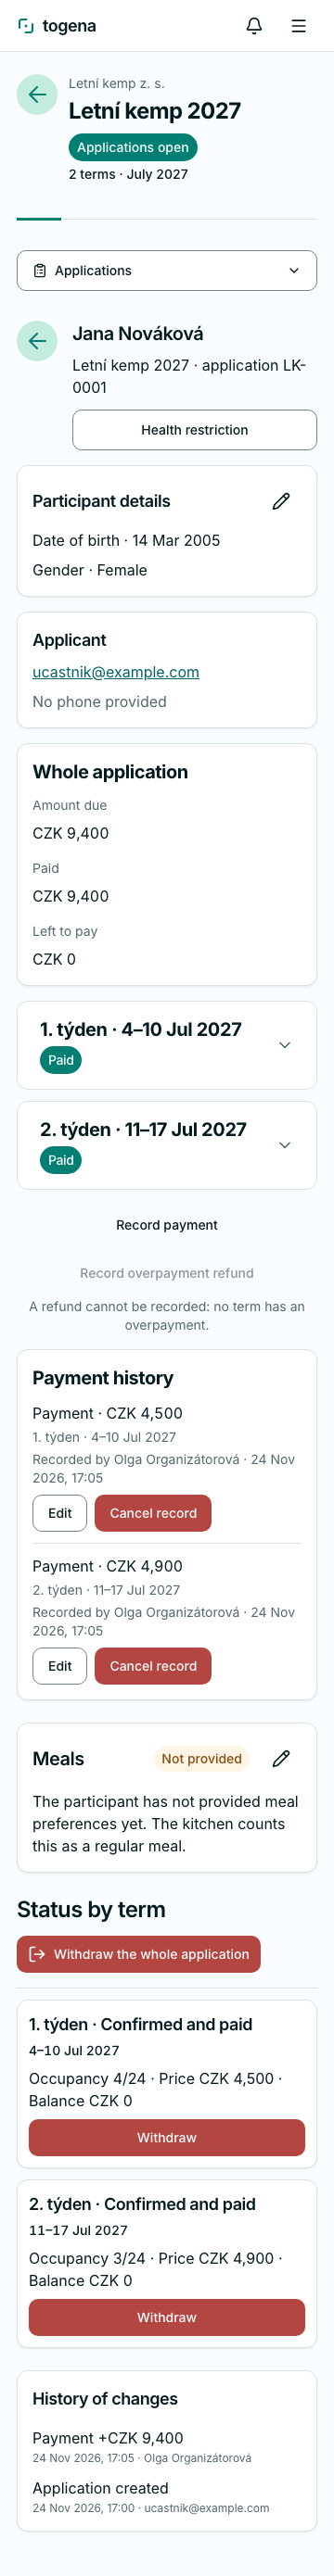 togena
Letní kemp z. s.
Letní kemp 2027
Applications open
2 terms · July 2027
Applications
Jana Nováková
Letní kemp 2027 · application LK-
0001
Health restriction
Participant details
Date of birth · 14 Mar 2005
Gender · Female
Applicant
ucastnik@example.com
No phone provided
Whole application
Amount due
CZK 9,400
Paid
CZK 9,400
Left to pay
CZK 0
1. týden · 4–10 Jul 2027
Paid
2. týden · 11–17 Jul 2027
Paid
Record payment
Record overpayment refund
A refund cannot be recorded: no term has an
overpayment.
Payment history
Payment · CZK 4,500
1. týden · 4–10 Jul 2027
Recorded by Olga Organizátorová · 24 Nov
2026, 17:05
Edit
Cancel record
Payment · CZK 4,900
2. týden · 11–17 Jul 2027
Recorded by Olga Organizátorová · 24 Nov
2026, 17:05
Edit
Cancel record
Meals
Not provided
The participant has not provided meal
preferences yet. The kitchen counts
this as a regular meal.
Status by term
Withdraw the whole application
1. týden · Confirmed and paid
4–10 Jul 2027
Occupancy 4/24 · Price CZK 4,500 ·
Balance CZK 0
Withdraw
2. týden · Confirmed and paid
11–17 Jul 2027
Occupancy 3/24 · Price CZK 4,900 ·
Balance CZK 0
Withdraw
History of changes
Payment +CZK 9,400
24 Nov 2026, 17:05 · Olga Organizátorová
Application created
24 Nov 2026, 17:00 · ucastnik@example.com